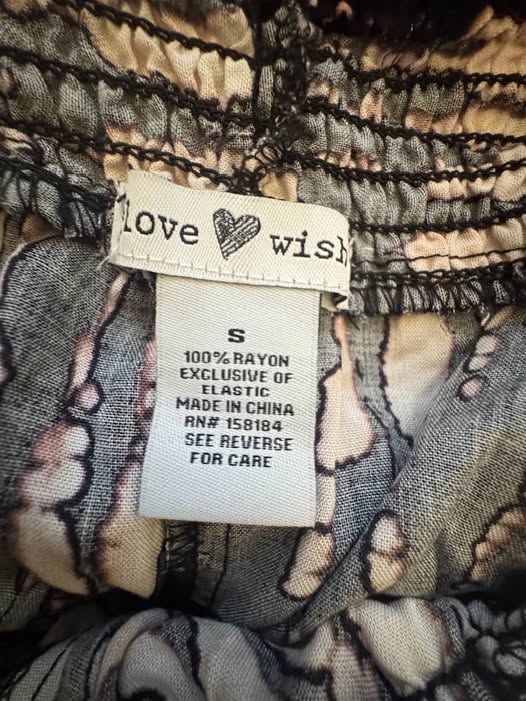 love wish
S
100% RAYON
EXCLUSIVE OF
ELASTIC
MADE IN CHINA
RN# 158184
SEE REVERSE
FOR CARE